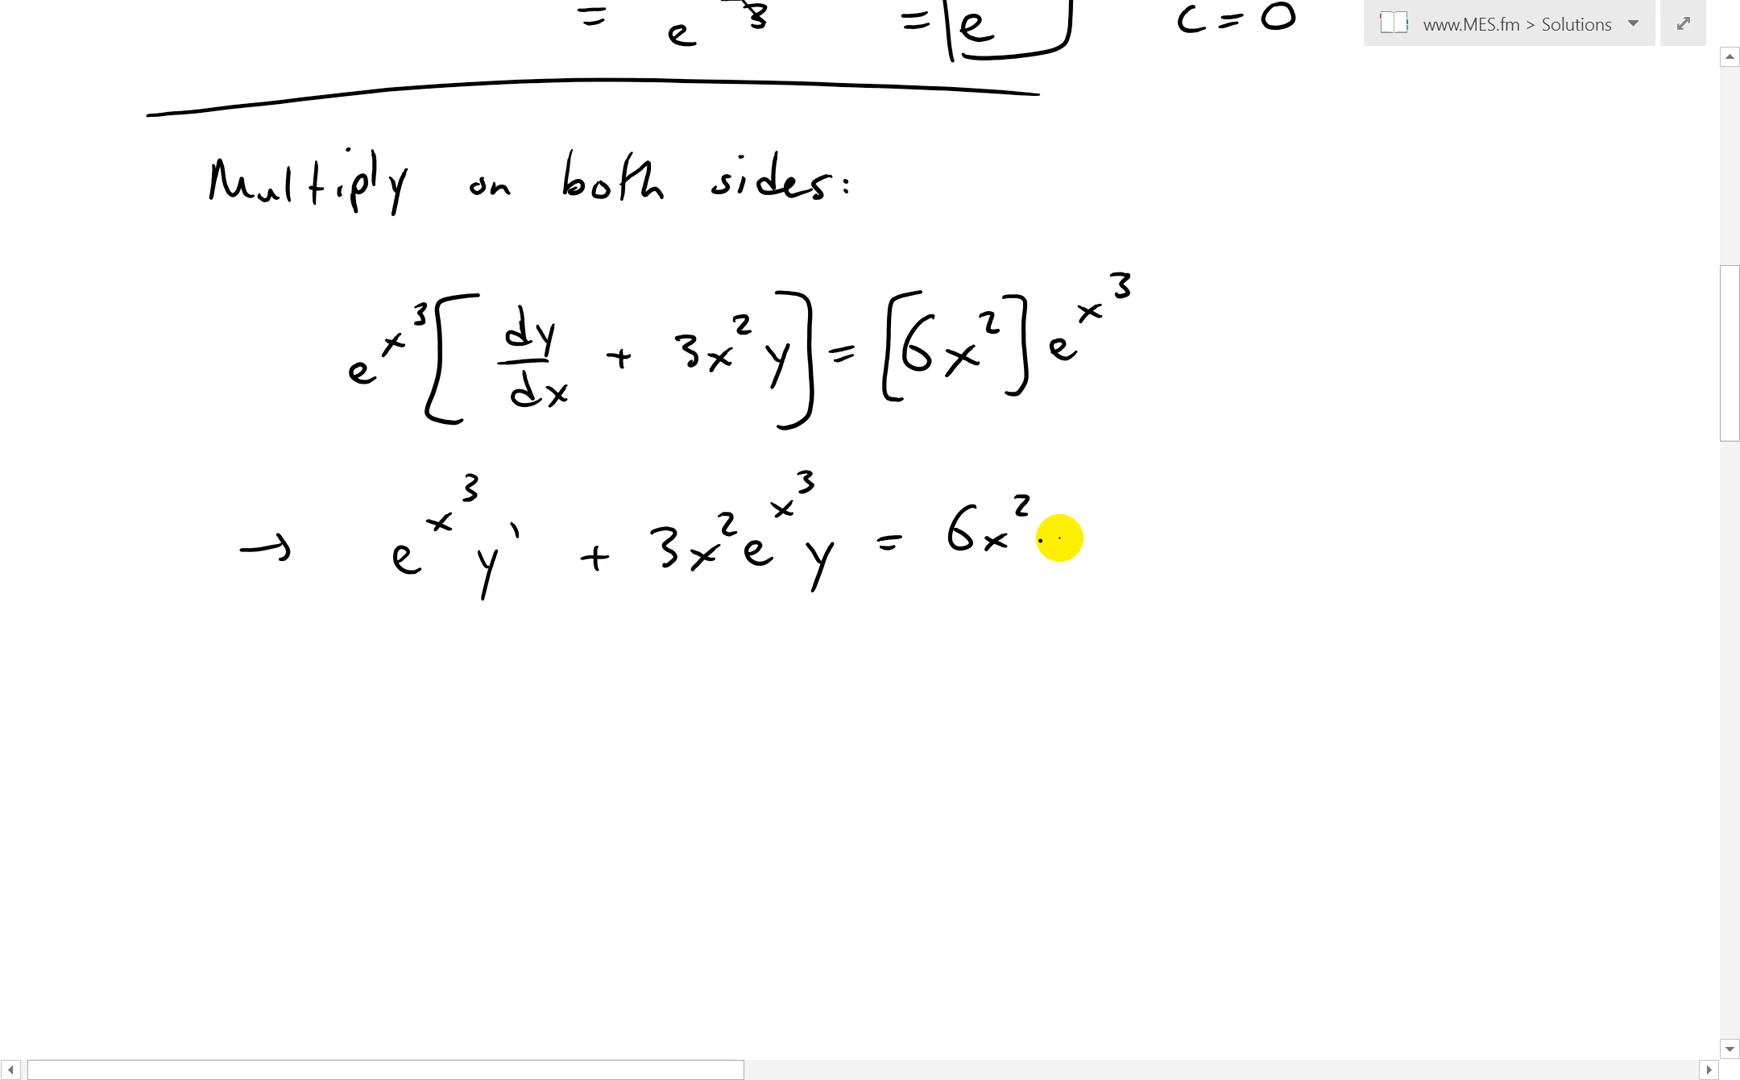 = e 3 = e c = 0
www.MES.fm > Solutions
Multiply on both sides:
e^{x^3} [ dy/dx + 3x^2 y ] = [6x^2] e^{x^3}
→ e^{x^3} y' + 3x^2 e^{x^3} y = 6x^2 .